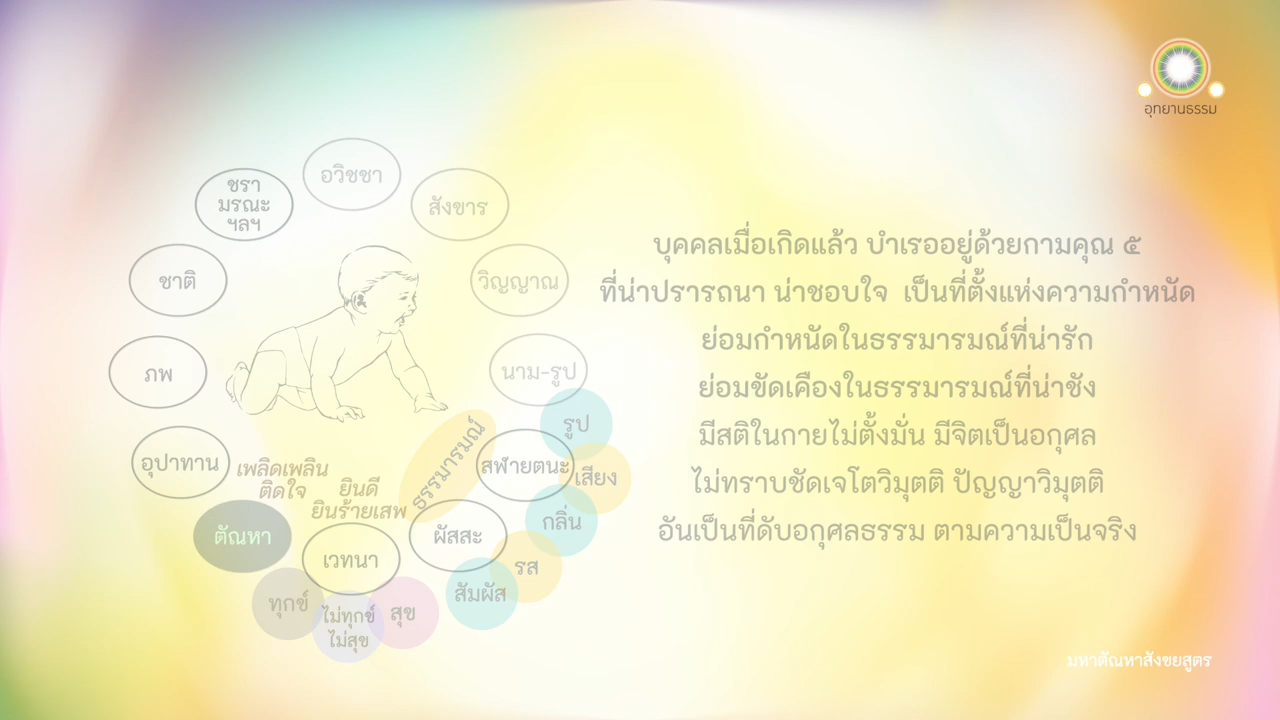 อุทยานธรรม
อวิชชา
สังขาร
วิญญาณ
นาม-รูป
รูป
สฬายตนะ
เสียง
กลิ่น
รส
สัมผัส
ธรรมารมณ์
ผัสสะ
เวทนา
สุข
ไม่ทุกข์
ไม่สุข
ทุกข์
ยินดี
ยินร้ายเสพ
เพลิดเพลิน
ติดใจ
ตัณหา
อุปาทาน
ภพ
ชาติ
ชรา
มรณะ
ฯลฯ
บุคคลเมื่อเกิดแล้ว บำเรออยู่ด้วยกามคุณ ๕
ที่น่าปรารถนา น่าชอบใจ เป็นที่ตั้งแห่งความกำหนัด
ย่อมกำหนัดในธรรมารมณ์ที่น่ารัก
ย่อมขัดเคืองในธรรมารมณ์ที่น่าชัง
มีสติในกายไม่ตั้งมั่น มีจิตเป็นอกุศล
ไม่ทราบชัดเจโตวิมุตติ ปัญญาวิมุตติ
อันเป็นที่ดับอกุศลธรรม ตามความเป็นจริง
มหาตัณหาสังขยสูตร